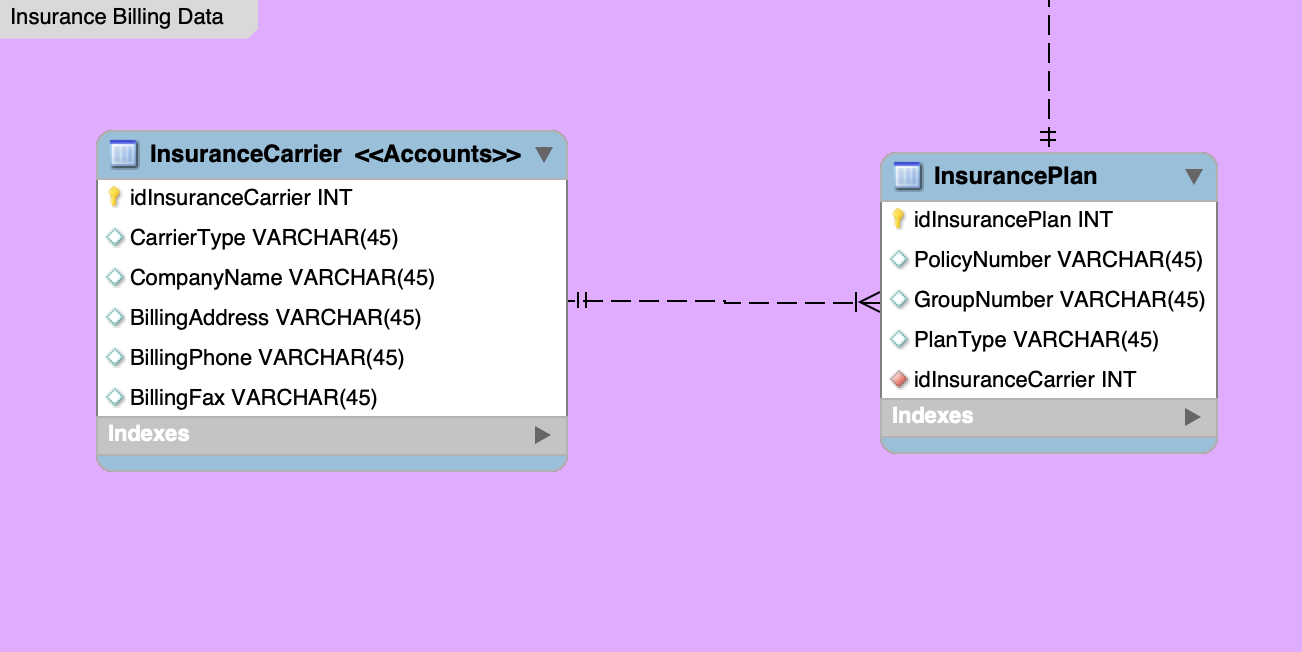 Insurance Billing Data
InsuranceCarrier <<Accounts>>
idInsuranceCarrier INT
CarrierType VARCHAR(45)
CompanyName VARCHAR(45)
BillingAddress VARCHAR(45)
BillingPhone VARCHAR(45)
BillingFax VARCHAR(45)
Indexes
InsurancePlan
idInsurancePlan INT
PolicyNumber VARCHAR(45)
GroupNumber VARCHAR(45)
PlanType VARCHAR(45)
idInsuranceCarrier INT
Indexes